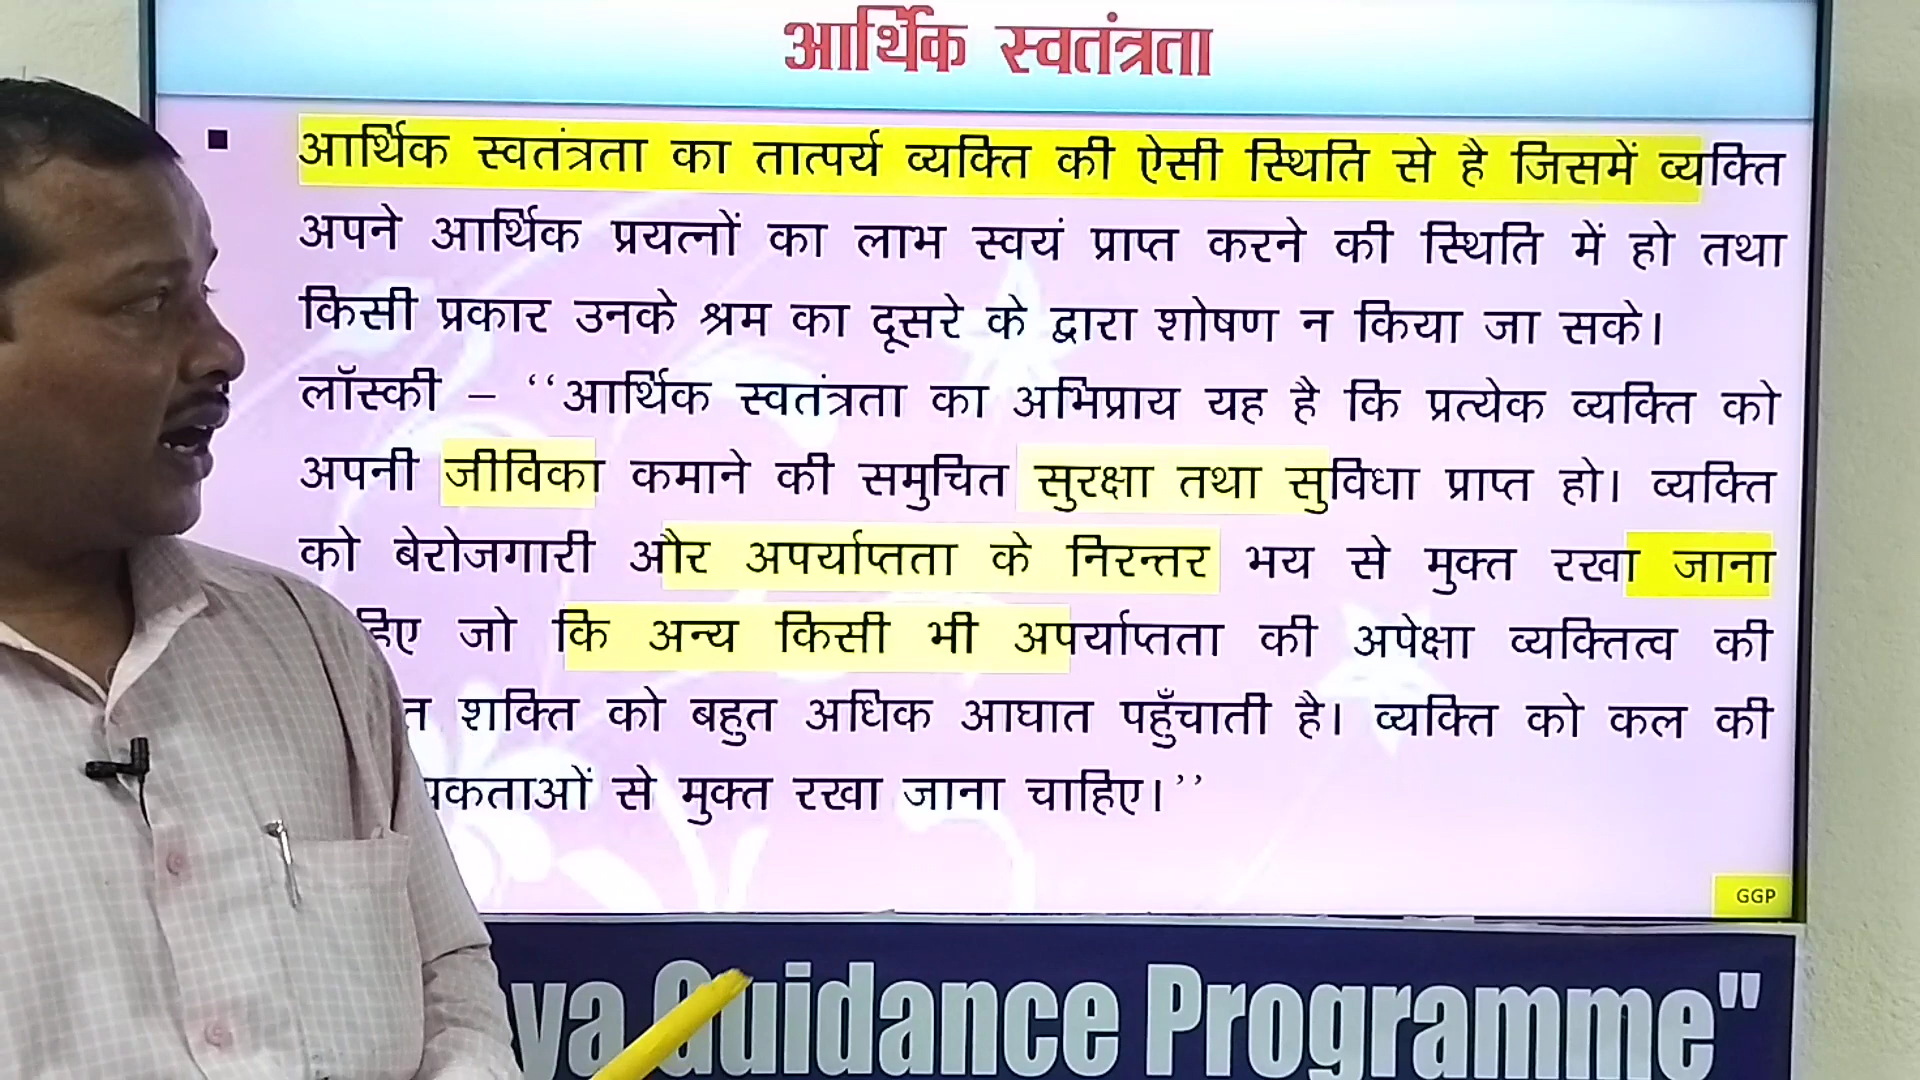 आर्थिक स्वतंत्रता
आर्थिक स्वतंत्रता का तात्पर्य व्यक्ति की ऐसी स्थिति से है जिसमें व्यक्ति
अपने आर्थिक प्रयत्नों का लाभ स्वयं प्राप्त करने की स्थिति में हो तथा
किसी प्रकार उनके श्रम का दूसरे के द्वारा शोषण न किया जा सके।
लॉस्की – ‘‘आर्थिक स्वतंत्रता का अभिप्राय यह है कि प्रत्येक व्यक्ति को
अपनी जीविका कमाने की समुचित सुरक्षा तथा सुविधा प्राप्त हो। व्यक्ति
को बेरोजगारी और अपर्याप्तता के निरन्तर भय से मुक्त रखा जाना
जो कि अन्य किसी भी अपर्याप्तता की अपेक्षा व्यक्तित्व की
शक्ति को बहुत अधिक आघात पहुँचाती है। व्यक्ति को कल की
से मुक्त रखा जाना चाहिए।’’
GGP
Guidance Programme"